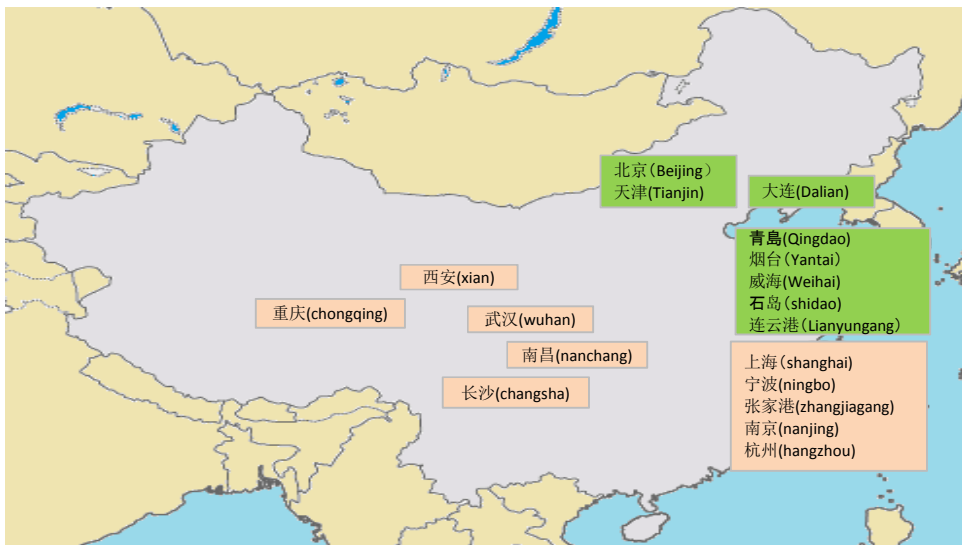 北京（Beijing）
天津(Tianjin)
大连(Dalian)
青島(Qingdao)
烟台（Yantai）
威海(Weihai)
石岛（shidao)
连云港（Lianyungang）
西安(xian)
重庆(chongqing)
武汉(wuhan)
南昌(nanchang)
长沙(changsha)
上海（shanghai)
宁波(ningbo)
张家港(zhangjiagang)
南京(nanjing)
杭州(hangzhou)